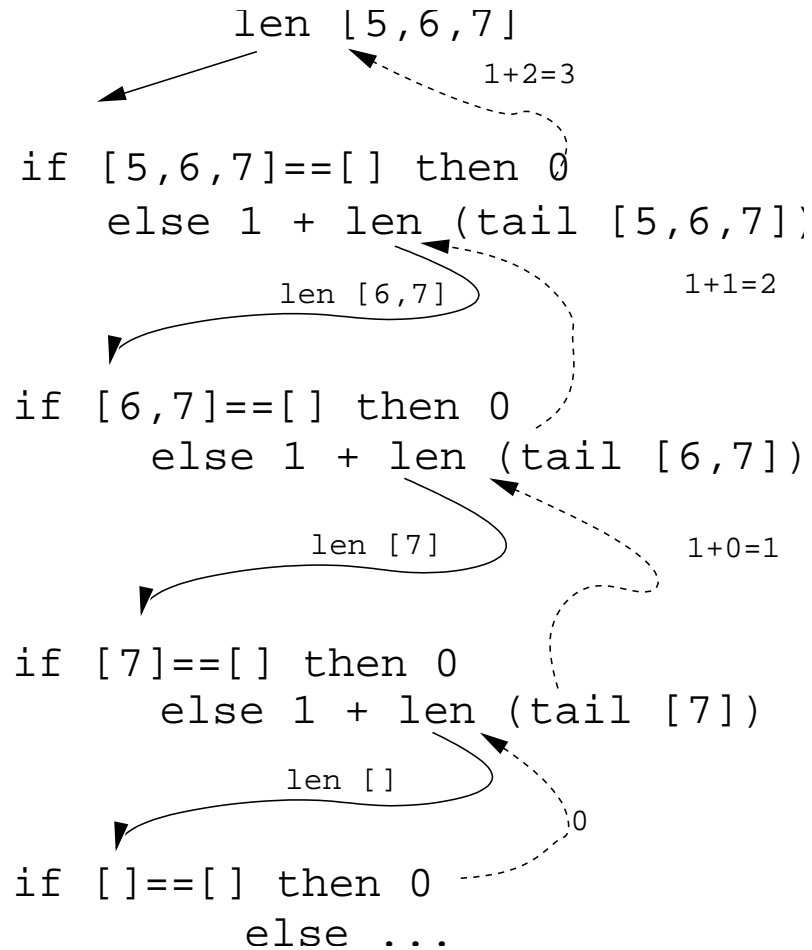 len [5,6,7]
1+2=3
if [5,6,7]==[] then 0
else 1 + len (tail [5,6,7])
len [6,7]
1+1=2
if [6,7]==[] then 0
else 1 + len (tail [6,7])
len [7]
1+0=1
if [7]==[] then 0
else 1 + len (tail [7])
len []
0
if []==[] then 0
else ...